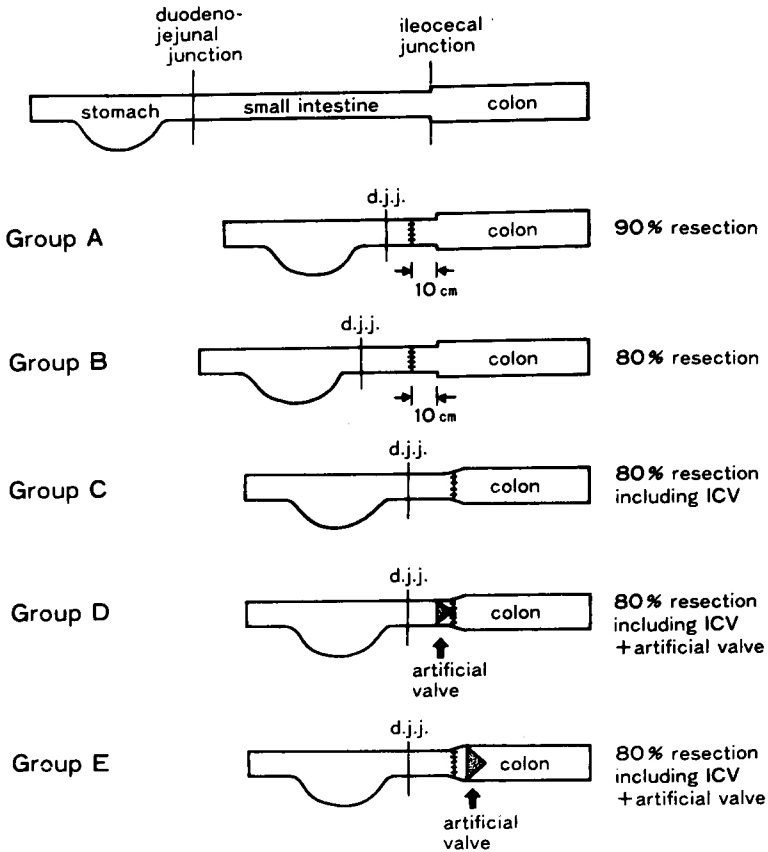 duodeno-
jejunal
junction
ileocecal
junction
stomach
small intestine
colon
Group A
d.j.j.
colon
10 cm
90% resection
Group B
d.j.j.
colon
10 cm
80% resection
Group C
d.j.j.
colon
80% resection
including ICV
Group D
d.j.j.
colon
artificial
valve
80% resection
including ICV
+artificial valve
Group E
d.j.j.
colon
artificial
valve
80% resection
including ICV
+artificial valve